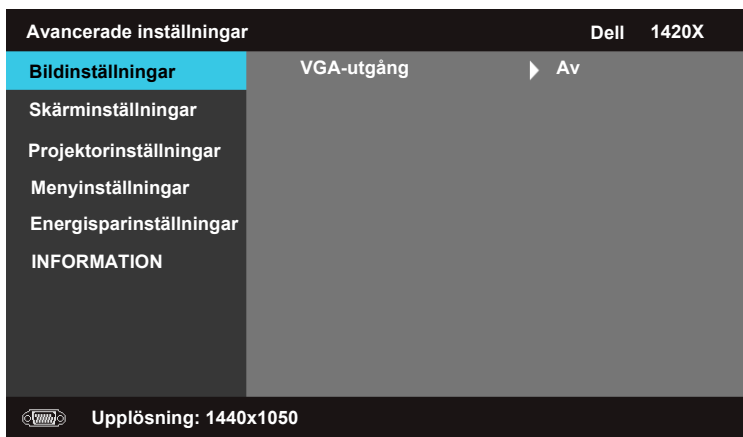 Avancerade inställningar Dell 1420X
Bildinställningar VGA-utgång Av
Skärminställningar
Projektorinställningar
Menyinställningar
Energisparinställningar
INFORMATION
Upplösning: 1440x1050